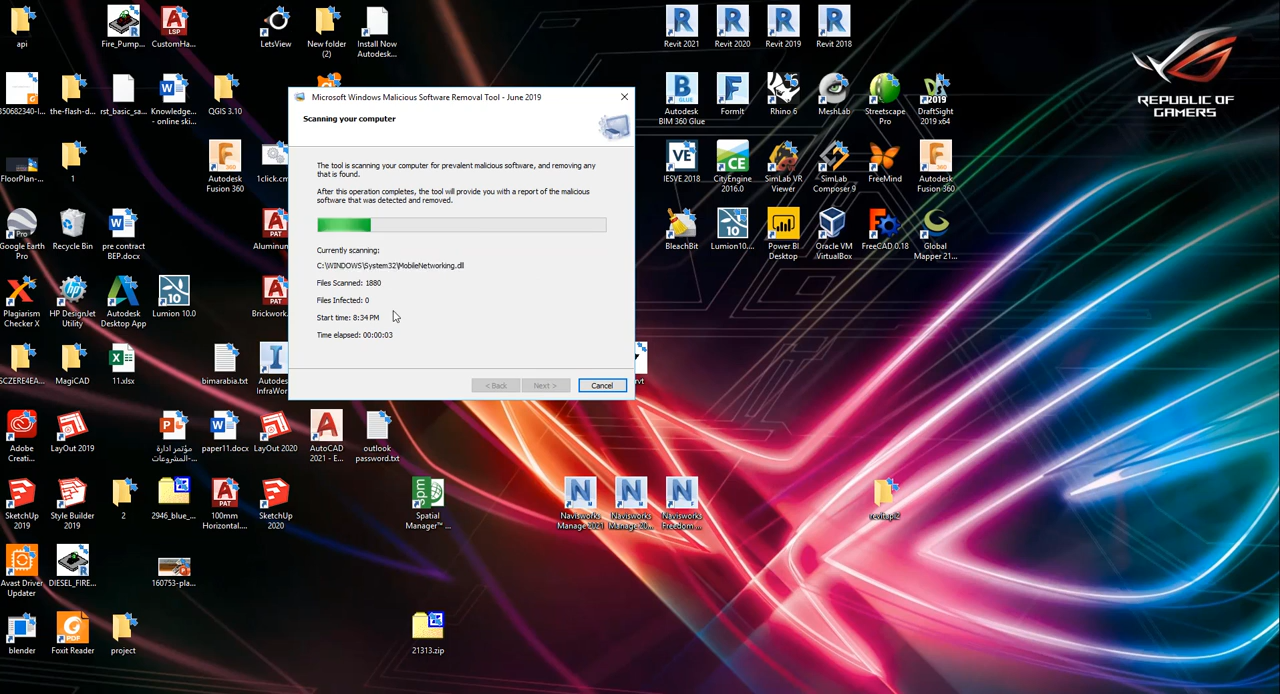 api
Fire_Pump...
CustomHa...
LetsView
New folder
(2)
Install Now
Autodesk...
Revit 2021
Revit 2020
Revit 2019
Revit 2018
REPUBLIC OF
GAMERS
the-flash-d...
rst_basic_sa...
Knowledge...
- online ski...
QGIS 3.10
Autodesk
BIM 360 Glue
FormIt
Rhino 6
MeshLab
Streetscape
Pro
DraftSight
2019 x64
Microsoft Windows Malicious Software Removal Tool - June 2019
Scanning your computer
The tool is scanning your computer for prevalent malicious software, and removing any
that is found.
After this operation completes, the tool will provide you with a report of the malicious
software that was detected and removed.
Currently scanning:
C:\WINDOWS\System32\MobileNetworking.dll
Files Scanned: 1880
Files Infected: 0
Start time: 8:34 PM
Time elapsed: 00:00:03
< Back
Next >
Cancel
FloorPlan-...
1
Autodesk
Fusion 360
1click.cm
IESVE 2018
CityEngine
2016.0
SimLab VR
Viewer
SimLab
Composer 9
FreeMind
Autodesk
Fusion 360
Google Earth
Pro
Recycle Bin
pre contract
BEP.docx
Aluminum
BleachBit
Lumion10....
Power BI
Desktop
Oracle VM
VirtualBox
FreeCAD 0.18
Global
Mapper 21...
Plagiarism
Checker X
HP DesignJet
Utility
Autodesk
Desktop App
Lumion 10.0
Brickwork.
SCZERE4EA...
MagiCAD
11.xlsx
bimarabia.txt
Autodes
InfraWor
rvt
Adobe
Creati...
LayOut 2019
مؤتمر ادارة
المشروعات-...
paper11.docx
LayOut 2020
AutoCAD
2021 - E...
outlook
password.txt
SketchUp
2019
Style Builder
2019
2
2946_blue_...
100mm
Horizontal....
SketchUp
2020
Spatial
Manager™ ...
Navisworks
Manage 2021
Navisworks
Manage 20...
Navisworks
Freedom ...
revitapi2
Avast Driver
Updater
DIESEL_FIRE...
160753-pla...
blender
Foxit Reader
project
21313.zip